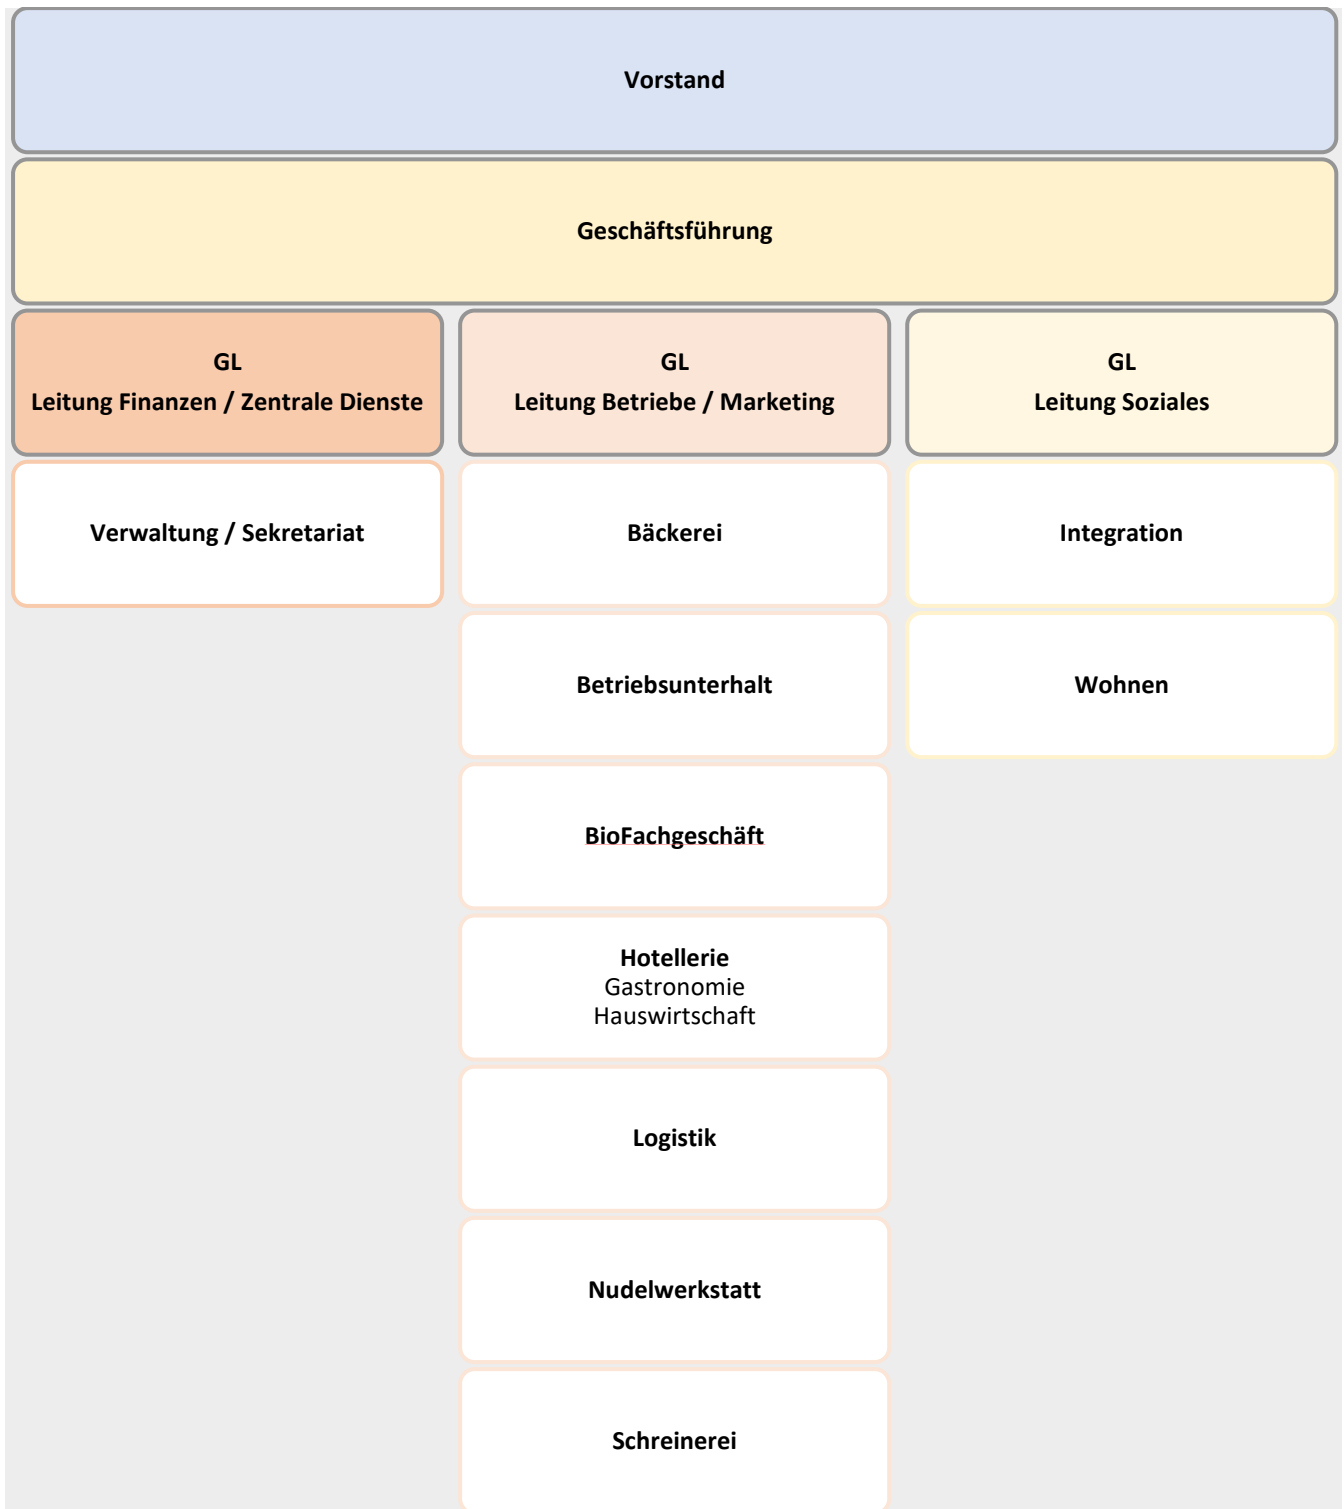 Vorstand
Geschäftsführung
GL
Leitung Finanzen / Zentrale Dienste
GL
Leitung Betriebe / Marketing
GL
Leitung Soziales
Verwaltung / Sekretariat
Bäckerei
Integration
Betriebsunterhalt
Wohnen
BioFachgeschäft
Hotellerie
Gastronomie
Hauswirtschaft
Logistik
Nudelwerkstatt
Schreinerei